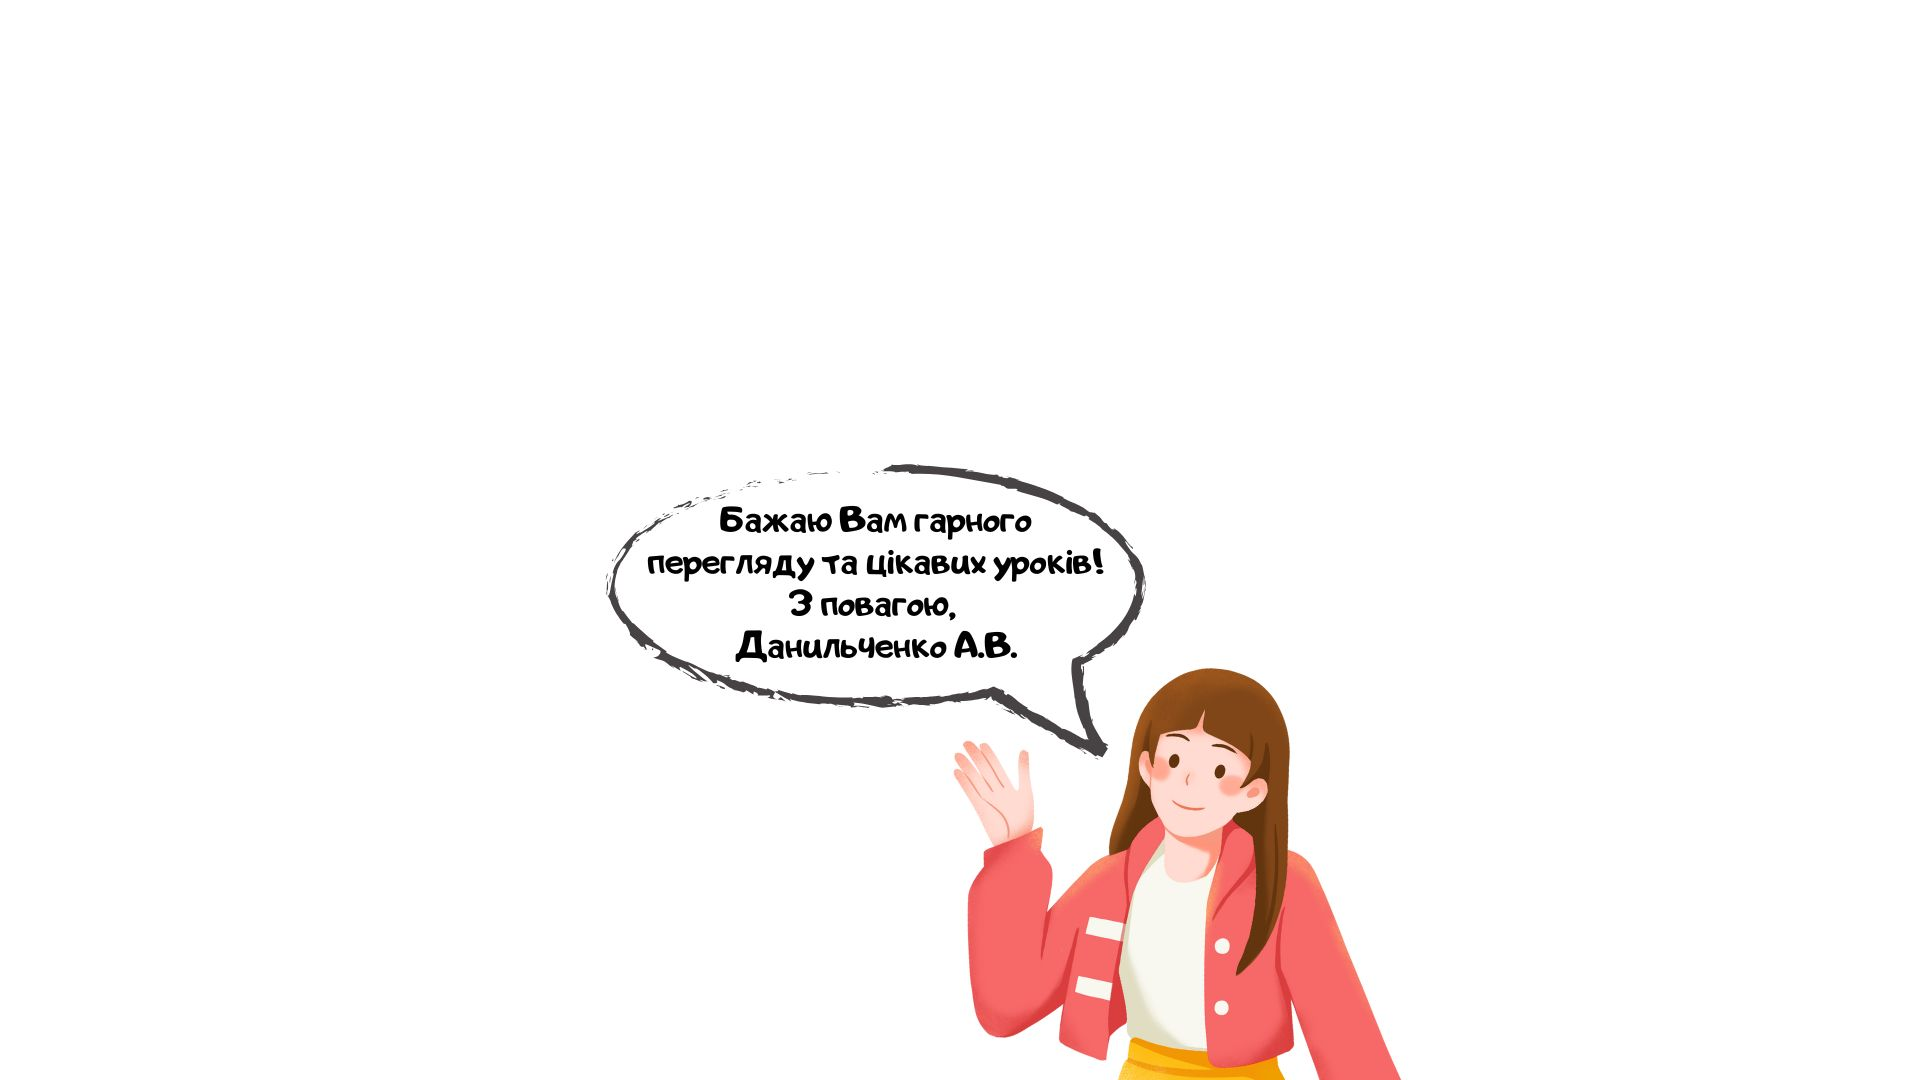 Бажаю Вам гарного
перегляду та цікавих уроків!
З повагою,
Данильченко А.В.